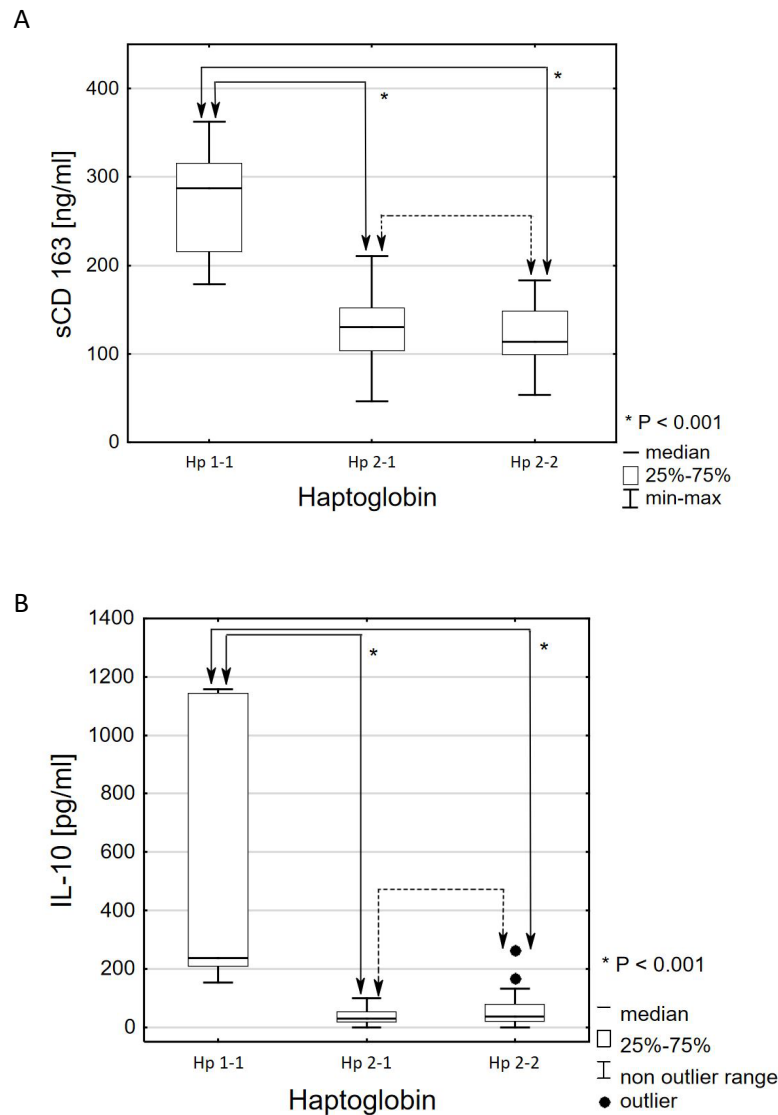 A
400
300
200
100
0
sCD 163 [ng/ml]
*
*
Hp 1-1
Hp 2-1
Hp 2-2
Haptoglobin
* P < 0.001
median
25%-75%
min-max
B
1400
1200
1000
800
600
400
200
0
IL-10 [pg/ml]
*
*
Hp 1-1
Hp 2-1
Hp 2-2
Haptoglobin
* P < 0.001
median
25%-75%
non outlier range
outlier